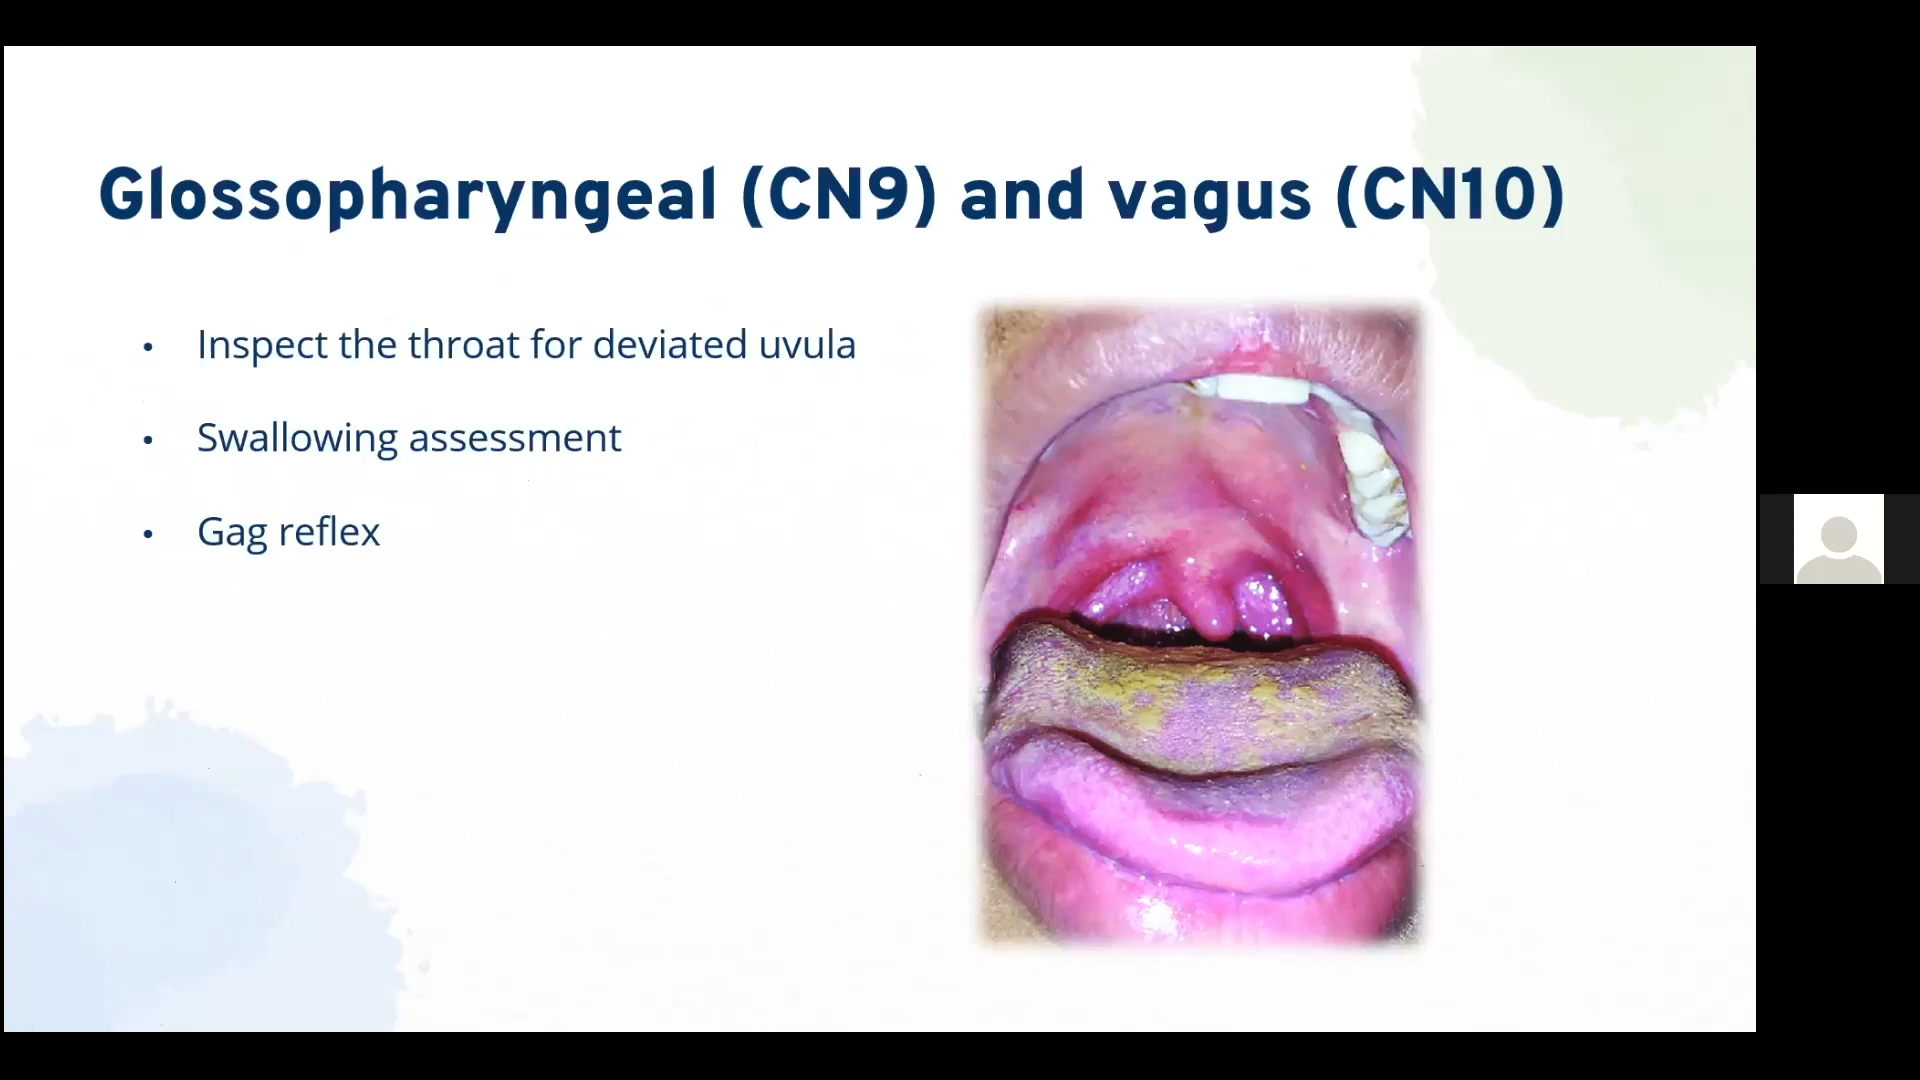 Glossopharyngeal (CN9) and vagus (CN10)
• Inspect the throat for deviated uvula
• Swallowing assessment
• Gag reflex